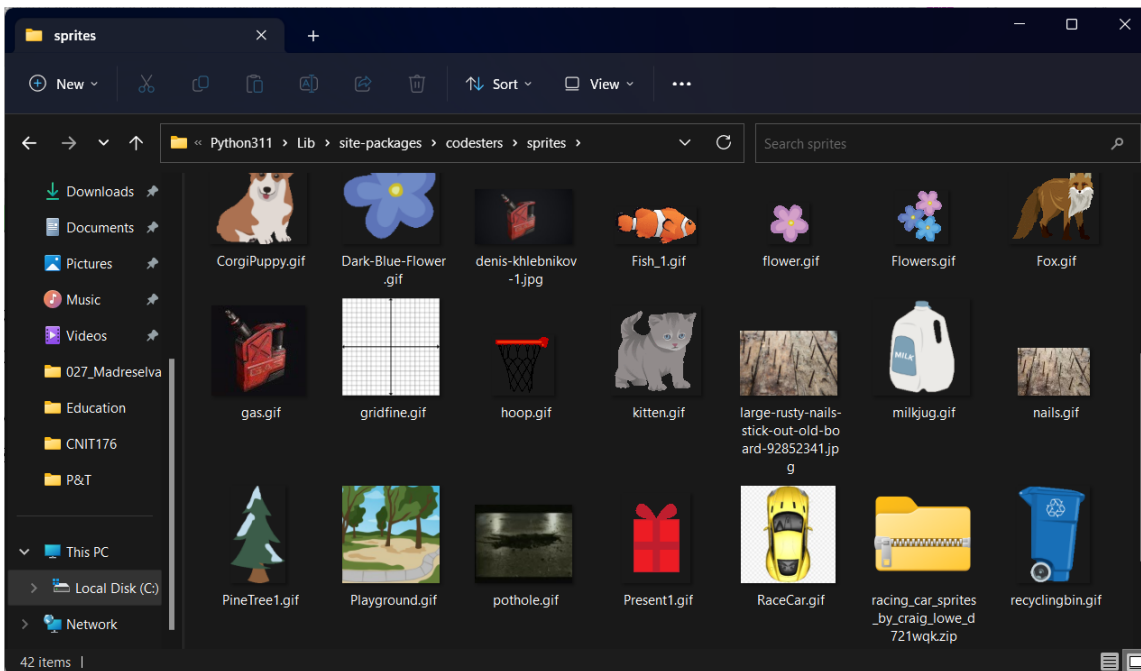 sprites
New
Sort
View
« Python311 > Lib > site-packages > codesters > sprites >
Search sprites
Downloads
Documents
Pictures
Music
Videos
027_Madreselva
Education
CNIT176
P&T
This PC
Local Disk (C:)
Network
CorgiPuppy.gif
Dark-Blue-Flower
.gif
denis-khlebnikov
-1.jpg
Fish_1.gif
flower.gif
Flowers.gif
Fox.gif
gas.gif
gridfine.gif
hoop.gif
kitten.gif
large-rusty-nails-
stick-out-old-bo
ard-92852341.jp
g
MILK
milkjug.gif
nails.gif
PineTree1.gif
Playground.gif
pothole.gif
Present1.gif
RaceCar.gif
racing_car_sprites
_by_craig_lowe_d
721wqk.zip
recyclingbin.gif
42 items